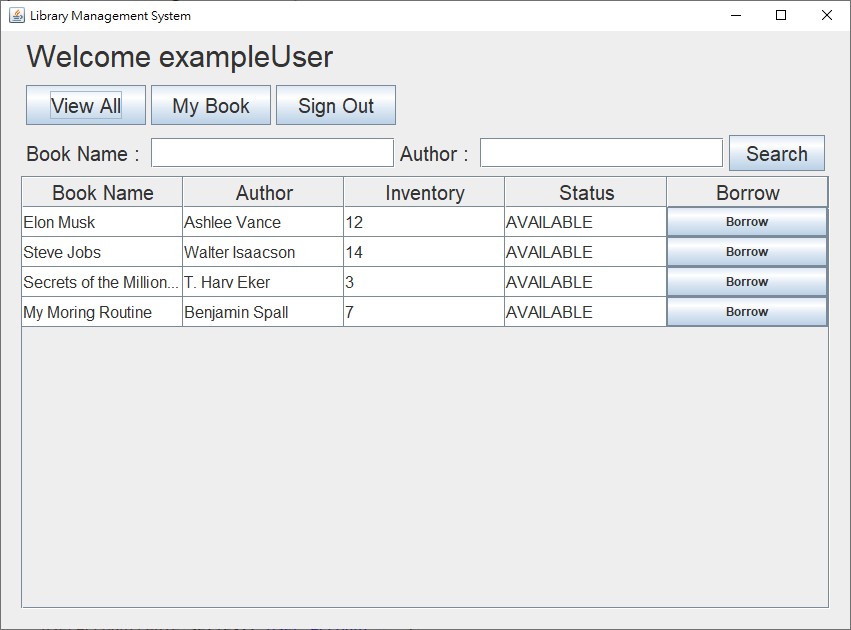 Library Management System
Welcome exampleUser
View All My Book Sign Out
Book Name : Author : Search
Book Name Author Inventory Status Borrow
Elon Musk Ashlee Vance 12 AVAILABLE Borrow
Steve Jobs Walter Isaacson 14 AVAILABLE Borrow
Secrets of the Million... T. Harv Eker 3 AVAILABLE Borrow
My Moring Routine Benjamin Spall 7 AVAILABLE Borrow